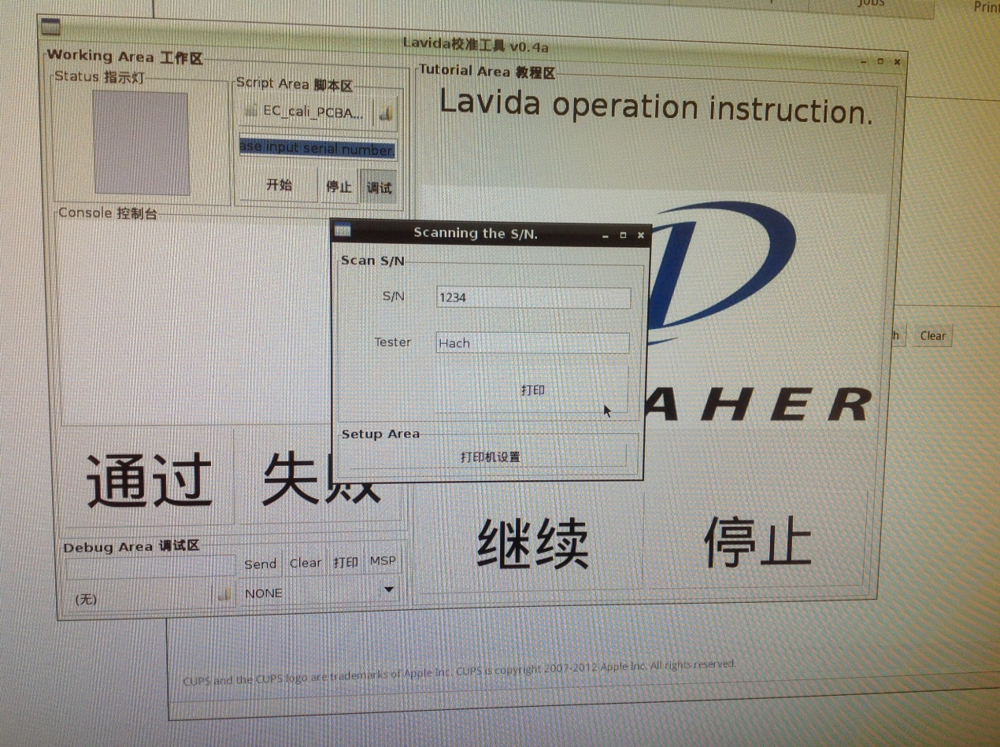 Jobs
Print
Lavida校准工具 v0.4a
Working Area 工作区
Status 指示灯
Script Area 脚本区
EC_cali_PCBA...
ase input serial number.
开始
停止
调试
Console 控制台
通过
失败
Debug Area 调试区
Send
Clear
打印
MSP
(无)
NONE
Tutorial Area 教程区
Lavida operation instruction.
AHER
继续
停止
Scanning the S/N.
Scan S/N
S/N
1234
Tester
Hach
打印
Setup Area
打印机设置
h
Clear
CUPS and the CUPS logo are trademarks of Apple Inc. CUPS is copyright 2007-2012 Apple Inc. All rights reserved.